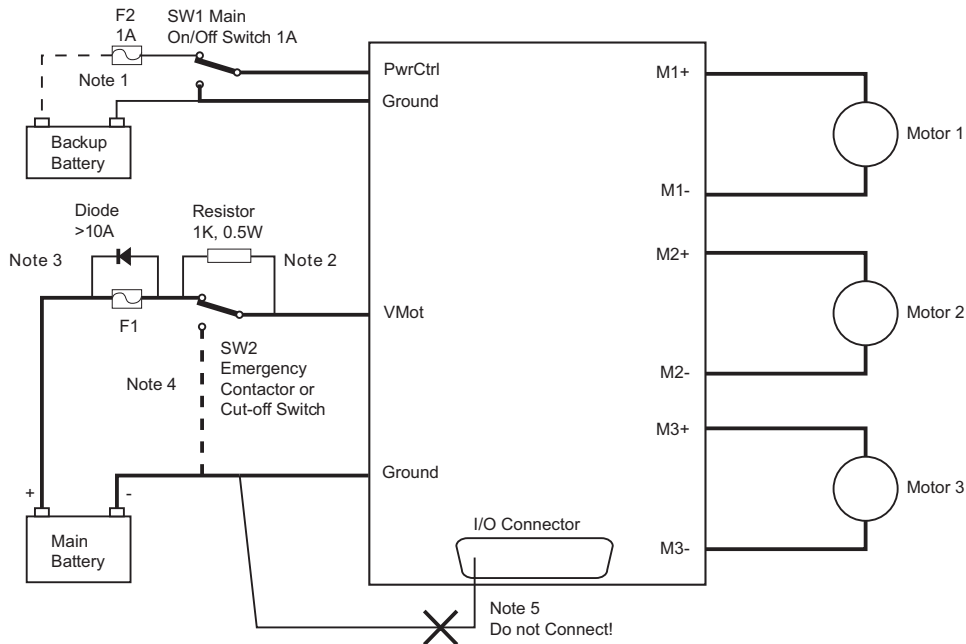 F2
1A
SW1 Main
On/Off Switch 1A
Note 1
Backup
Battery
PwrCtrl
Ground
M1+
M1-
Motor 1
Diode
>10A
Resistor
1K, 0.5W
Note 3
Note 2
F1
VMot
SW2
Emergency
Contactor or
Cut-off Switch
Note 4
M2+
M2-
Motor 2
Ground
+
-
Main
Battery
M3+
M3-
Motor 3
I/O Connector
Note 5
Do not Connect!